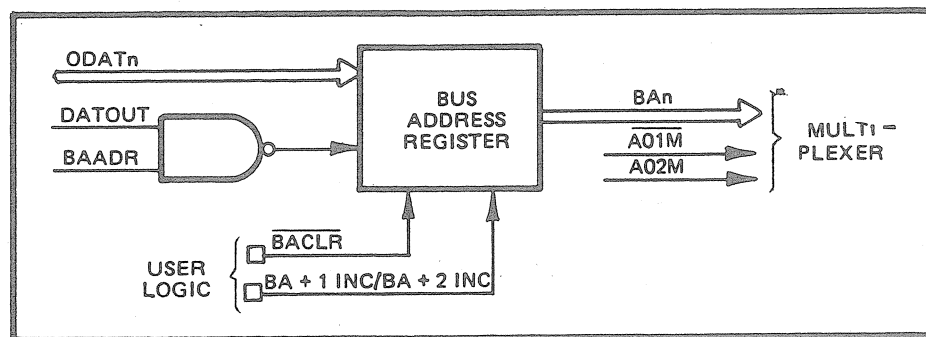 ODATn
DATOUT
BAADR
BUS
ADDRESS
REGISTER
BAn
A01M
A02M
MULTI-
PLEXER
USER
LOGIC
BACLR
BA + 1 INC/BA + 2 INC